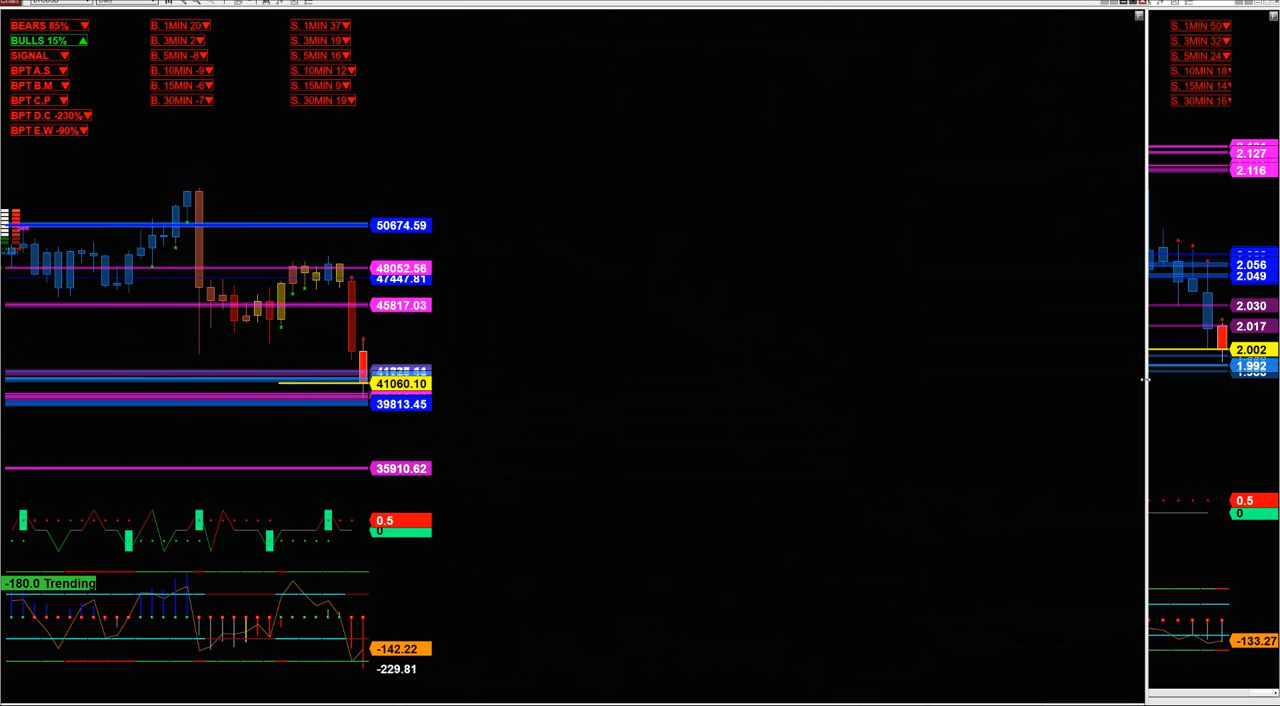 BEARS 85%
BULLS 15%
SIGNAL
BPT A.S
BPT B.M
BPT C.P
BPT D.C -230%
BPT E.W -90%
B. 1MIN 20
B. 3MIN 2
B. 5MIN -8
B. 10MIN -9
B. 15MIN -6
B. 30MIN -7
S. 1MIN 37
S. 3MIN 19
S. 5MIN 16
S. 10MIN 12
S. 15MIN 9
S. 30MIN 19
50674.59
48052.56
47447.81
45817.03
41060.10
39813.45
35910.62
0.5
0
-180.0 Trending
-142.22
-229.81
S. 1MIN 50
S. 3MIN 32
S. 5MIN 24
S. 10MIN 18
S. 15MIN 14
S. 30MIN 16
2.127
2.116
2.056
2.049
2.030
2.017
2.002
1.992
0.5
0
-133.27